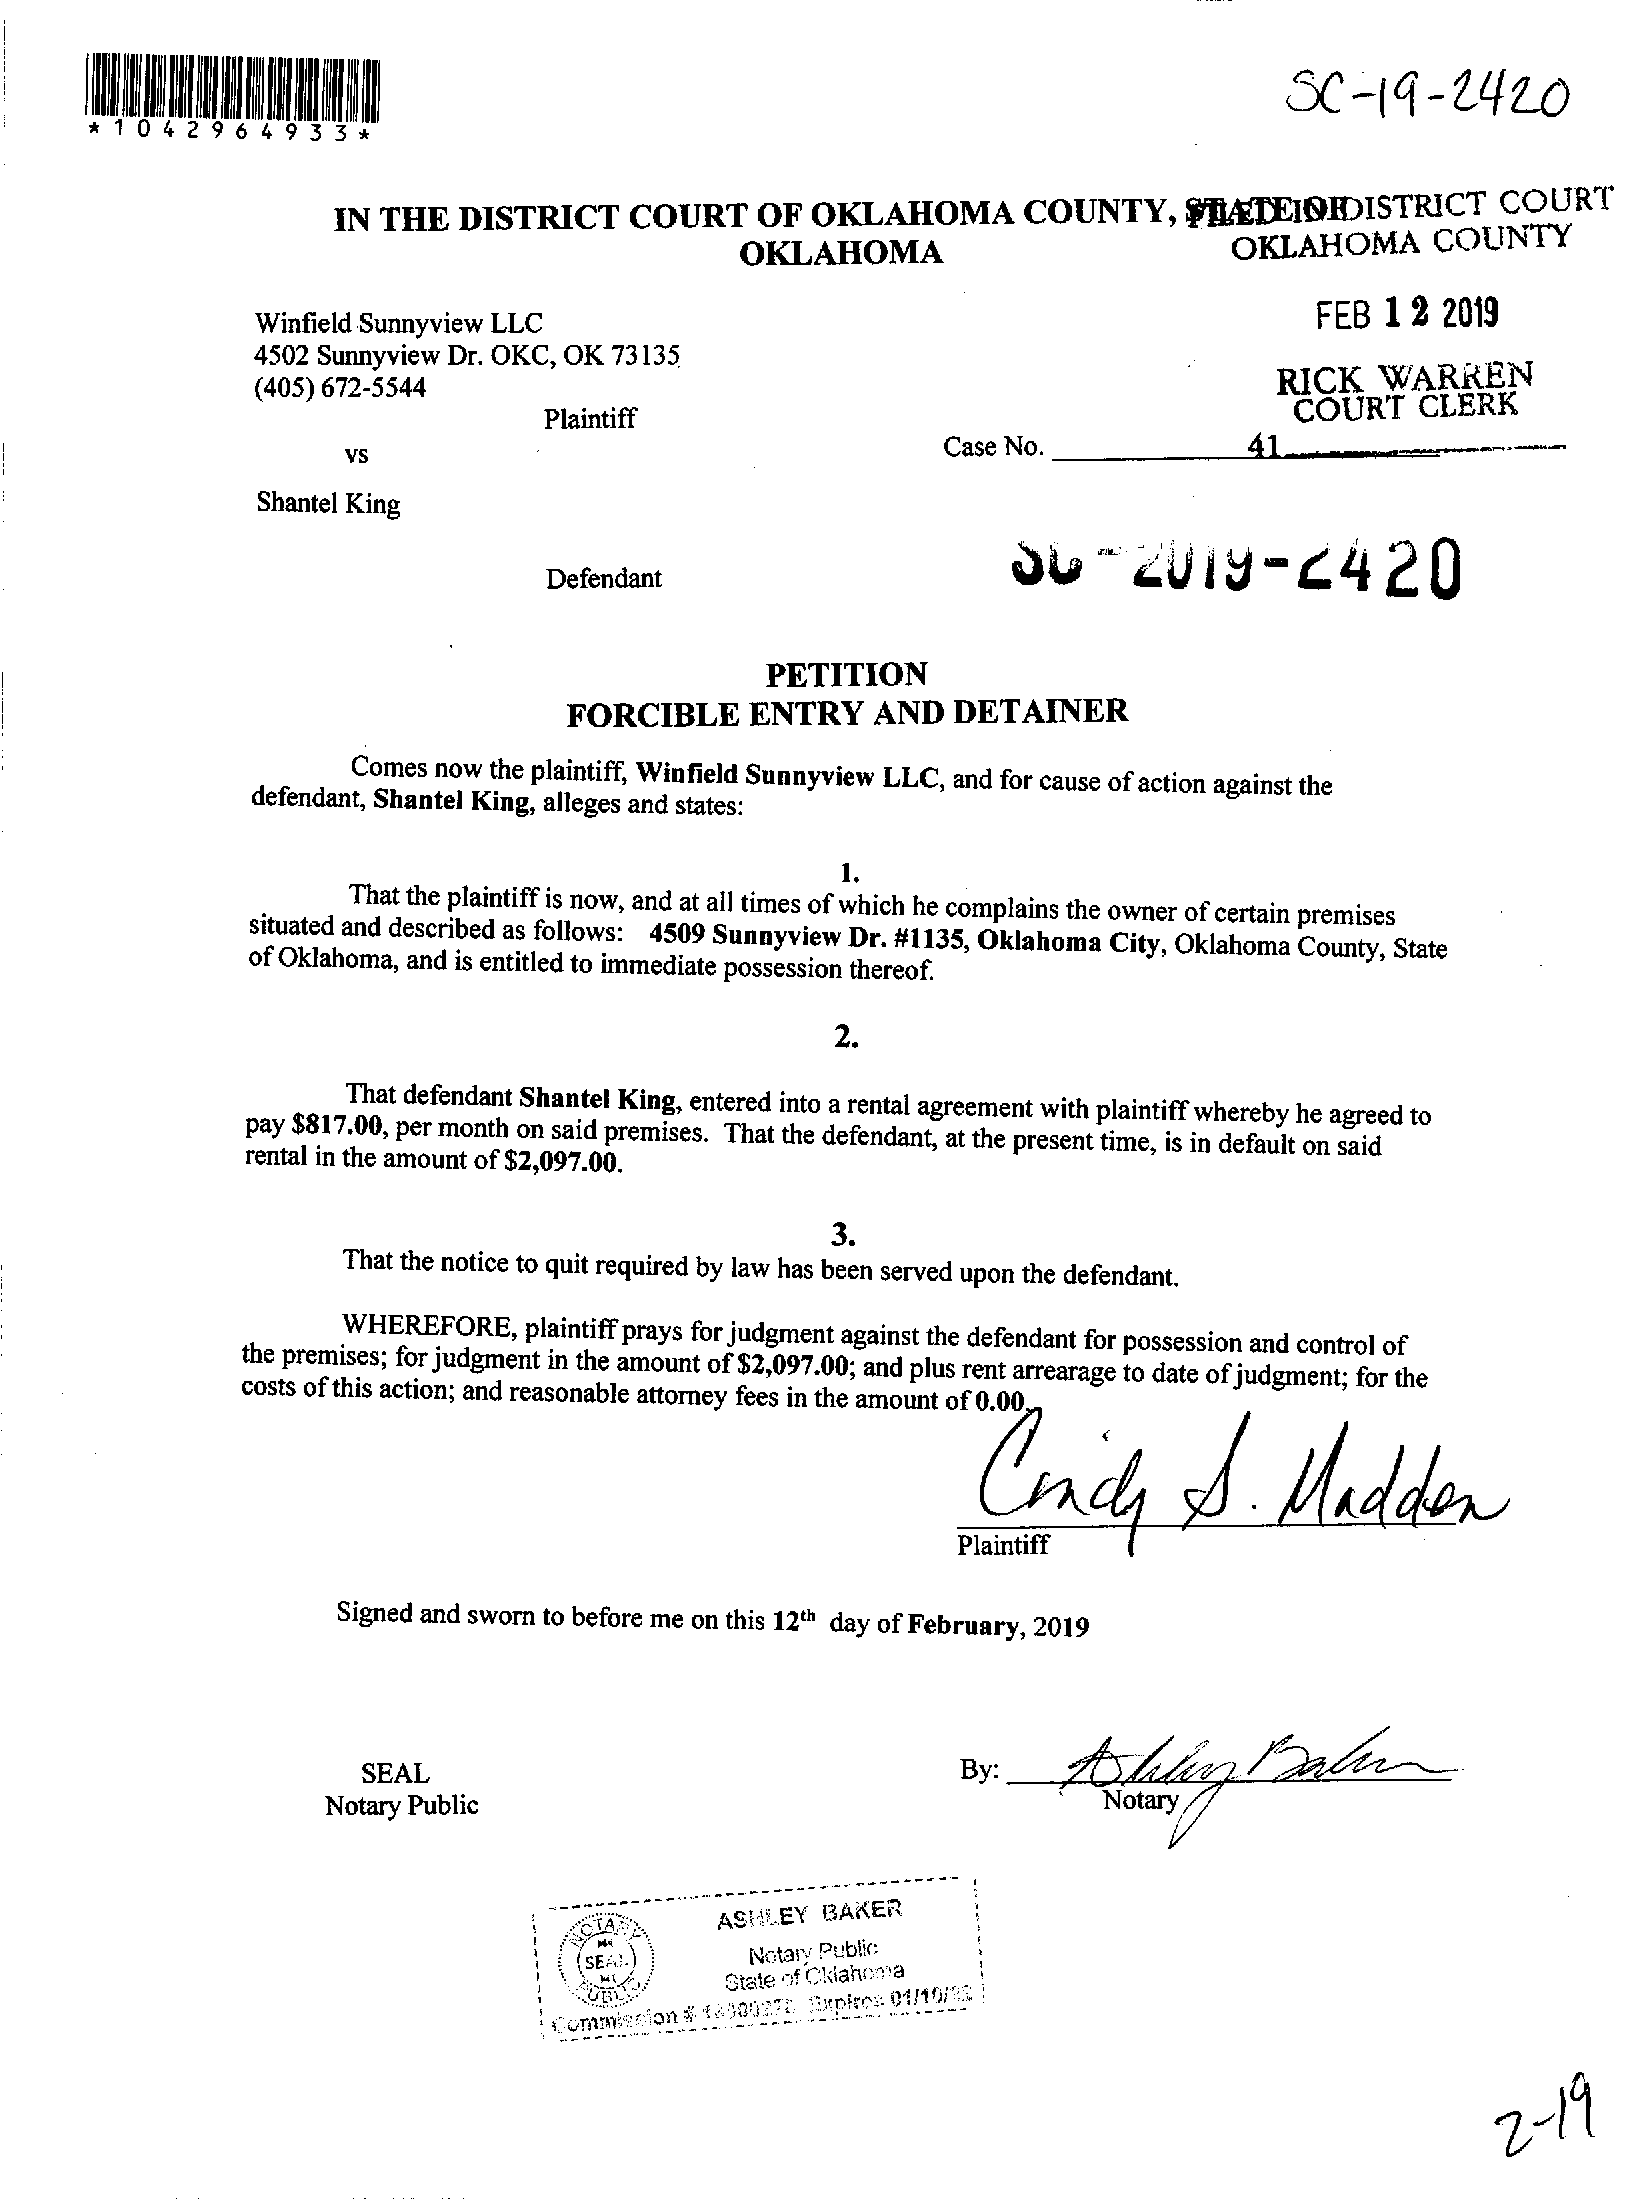 *1042964933*
SC-19-2420
IN THE DISTRICT COURT OF OKLAHOMA COUNTY, STATE OF
OKLAHOMA
FILED IN DISTRICT COURT
OKLAHOMA COUNTY
FEB 12 2019
RICK WARREN
COURT CLERK
41
Winfield Sunnyview LLC
4502 Sunnyview Dr. OKC, OK 73135
(405) 672-5544
Plaintiff
vs
Case No.
Shantel King
Defendant
SC-2019-2420
PETITION
FORCIBLE ENTRY AND DETAINER
Comes now the plaintiff, Winfield Sunnyview LLC, and for cause of action against the
defendant, Shantel King, alleges and states:
1.
That the plaintiff is now, and at all times of which he complains the owner of certain premises
situated and described as follows: 4509 Sunnyview Dr. #1135, Oklahoma City, Oklahoma County, State
of Oklahoma, and is entitled to immediate possession thereof.
2.
That defendant Shantel King, entered into a rental agreement with plaintiff whereby he agreed to
pay $817.00, per month on said premises. That the defendant, at the present time, is in default on said
rental in the amount of $2,097.00.
3.
That the notice to quit required by law has been served upon the defendant.
WHEREFORE, plaintiff prays for judgment against the defendant for possession and control of
the premises; for judgment in the amount of $2,097.00; and plus rent arrearage to date of judgment; for the
costs of this action; and reasonable attorney fees in the amount of 0.00.
Cindy S. Madden
Plaintiff
Signed and sworn to before me on this 12th day of February, 2019
SEAL
Notary Public
By: Ashley Baker
Notary
NOTARY
SEAL
PUBLIC
ASHLEY BAKER
Notary Public
State of Oklahoma
Commission # Expires 01/10/
2-19